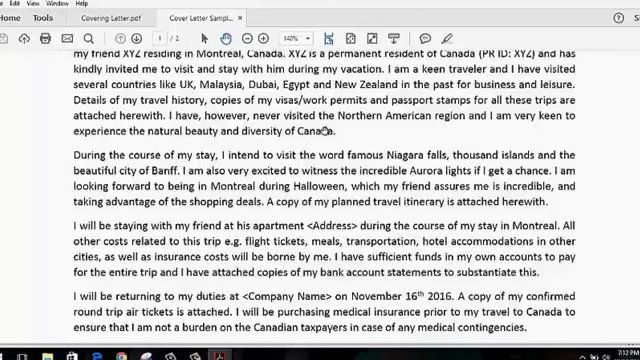 Home Tools Covering Letter.pdf Cover Letter Sampl... ×
1 / 2 140%
my friend XYZ residing in Montreal, Canada. XYZ is a permanent resident of Canada (PR ID: XYZ) and has
kindly invited me to visit and stay with him during my vacation. I am a keen traveler and I have visited
several countries like UK, Malaysia, Dubai, Egypt and New Zealand in the past for business and leisure.
Details of my travel history, copies of my visas/work permits and passport stamps for all these trips are
attached herewith. I have, however, never visited the Northern American region and I am very keen to
experience the natural beauty and diversity of Canada.
During the course of my stay, I intend to visit the word famous Niagara falls, thousand islands and the
beautiful city of Banff. I am also very excited to witness the incredible Aurora lights if I get a chance. I am
looking forward to being in Montreal during Halloween, which my friend assures me is incredible, and
taking advantage of the shopping deals. A copy of my planned travel itinerary is attached herewith.
I will be staying with my friend at his apartment <Address> during the course of my stay in Montreal. All
other costs related to this trip e.g. flight tickets, meals, transportation, hotel accommodations in other
cities, as well as insurance costs will be borne by me. I have sufficient funds in my own accounts to pay
for the entire trip and I have attached copies of my bank account statements to substantiate this.
I will be returning to my duties at <Company Name> on November 16th 2016. A copy of my confirmed
round trip air tickets is attached. I will be purchasing medical insurance prior to my travel to Canada to
ensure that I am not a burden on the Canadian taxpayers in case of any medical contingencies.
7:12 PM